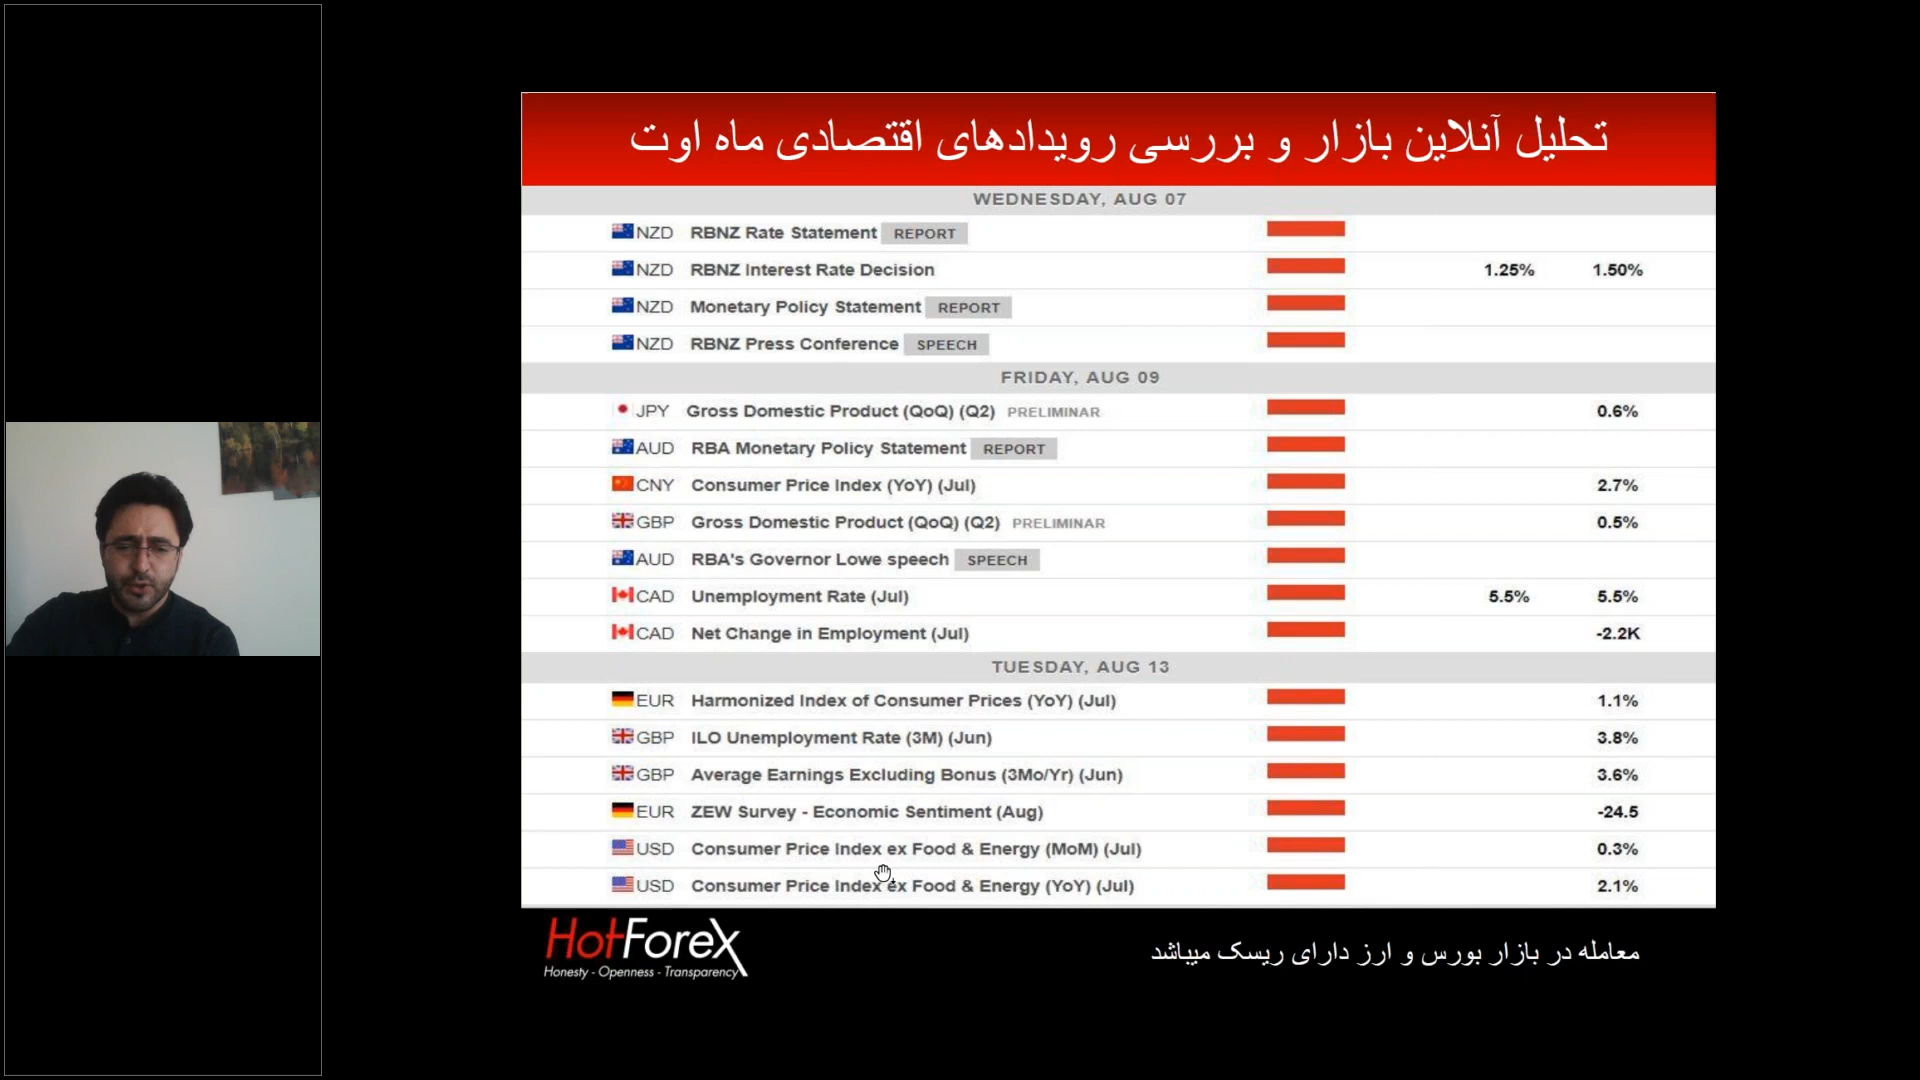 تحلیل آنلاین بازار و بررسی رویدادهای اقتصادی ماه اوت
WEDNESDAY, AUG 07
NZD RBNZ Rate Statement REPORT
NZD RBNZ Interest Rate Decision 1.25% 1.50%
NZD Monetary Policy Statement REPORT
NZD RBNZ Press Conference SPEECH
FRIDAY, AUG 09
JPY Gross Domestic Product (QoQ) (Q2) PRELIMINAR 0.6%
AUD RBA Monetary Policy Statement REPORT
CNY Consumer Price Index (YoY) (Jul) 2.7%
GBP Gross Domestic Product (QoQ) (Q2) PRELIMINAR 0.5%
AUD RBA's Governor Lowe speech SPEECH
CAD Unemployment Rate (Jul) 5.5% 5.5%
CAD Net Change in Employment (Jul) -2.2K
TUESDAY, AUG 13
EUR Harmonized Index of Consumer Prices (YoY) (Jul) 1.1%
GBP ILO Unemployment Rate (3M) (Jun) 3.8%
GBP Average Earnings Excluding Bonus (3Mo/Yr) (Jun) 3.6%
EUR ZEW Survey - Economic Sentiment (Aug) -24.5
USD Consumer Price Index ex Food & Energy (MoM) (Jul) 0.3%
USD Consumer Price Index ex Food & Energy (YoY) (Jul) 2.1%
HotForex
Honesty - Openness - Transparency
معامله در بازار بورس و ارز دارای ریسک میباشد